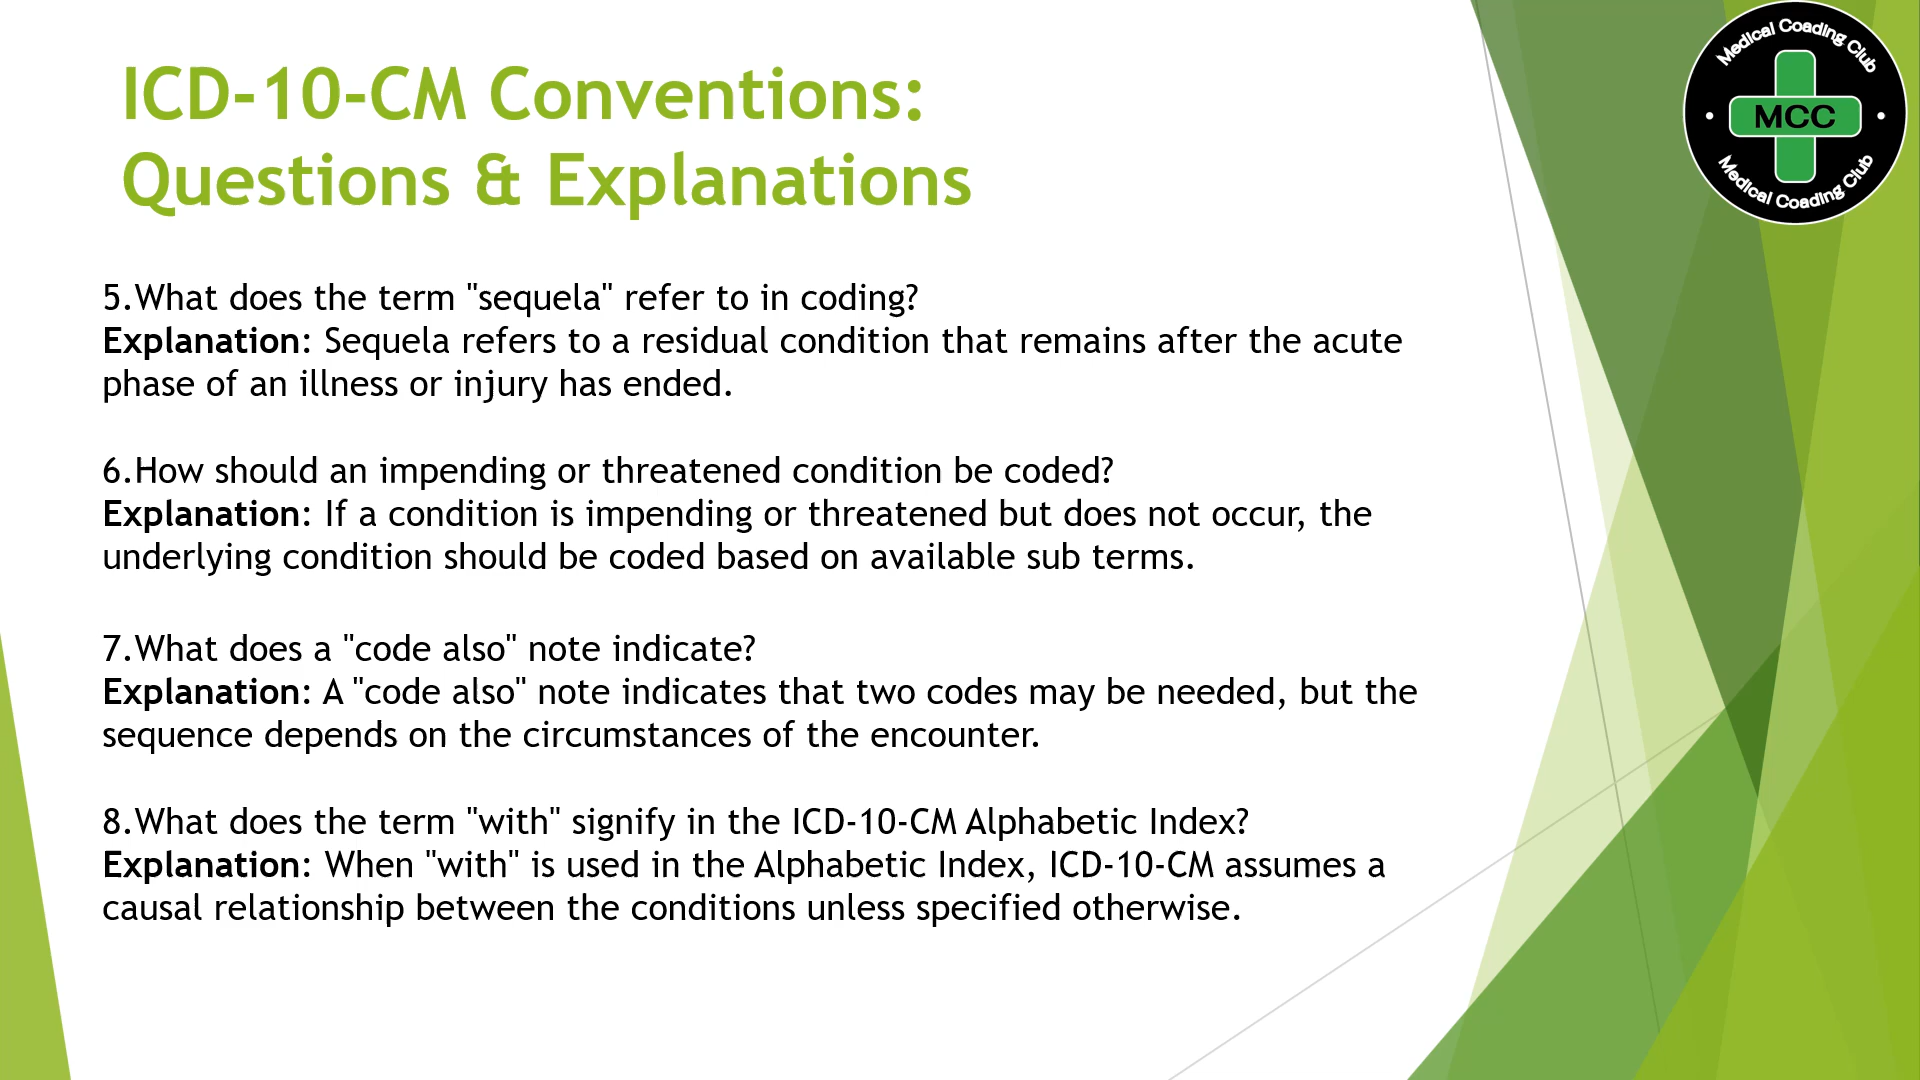 ICD-10-CM Conventions:
Questions & Explanations
Medical Coading Club
MCC
Medical Coading Club
5.What does the term "sequela" refer to in coding?
Explanation: Sequela refers to a residual condition that remains after the acute
phase of an illness or injury has ended.
6.How should an impending or threatened condition be coded?
Explanation: If a condition is impending or threatened but does not occur, the
underlying condition should be coded based on available sub terms.
7.What does a "code also" note indicate?
Explanation: A "code also" note indicates that two codes may be needed, but the
sequence depends on the circumstances of the encounter.
8.What does the term "with" signify in the ICD-10-CM Alphabetic Index?
Explanation: When "with" is used in the Alphabetic Index, ICD-10-CM assumes a
causal relationship between the conditions unless specified otherwise.